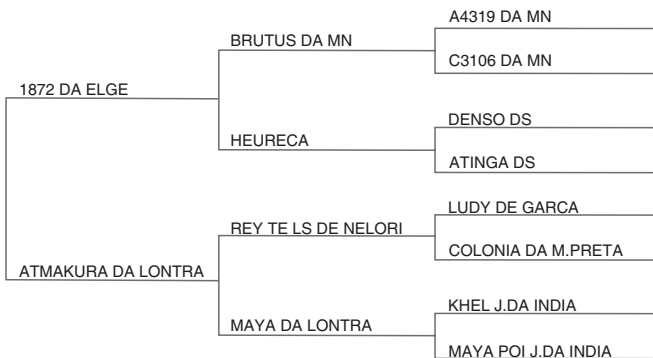 A4319 DA MN
BRUTUS DA MN
C3106 DA MN
1872 DA ELGE
DENSO DS
HEURECA
ATINGA DS
LUDY DE GARCA
REY TE LS DE NELORI
COLONIA DA M.PRETA
ATMAKURA DA LONTRA
KHEL J.DA INDIA
MAYA DA LONTRA
MAYA POI J.DA INDIA